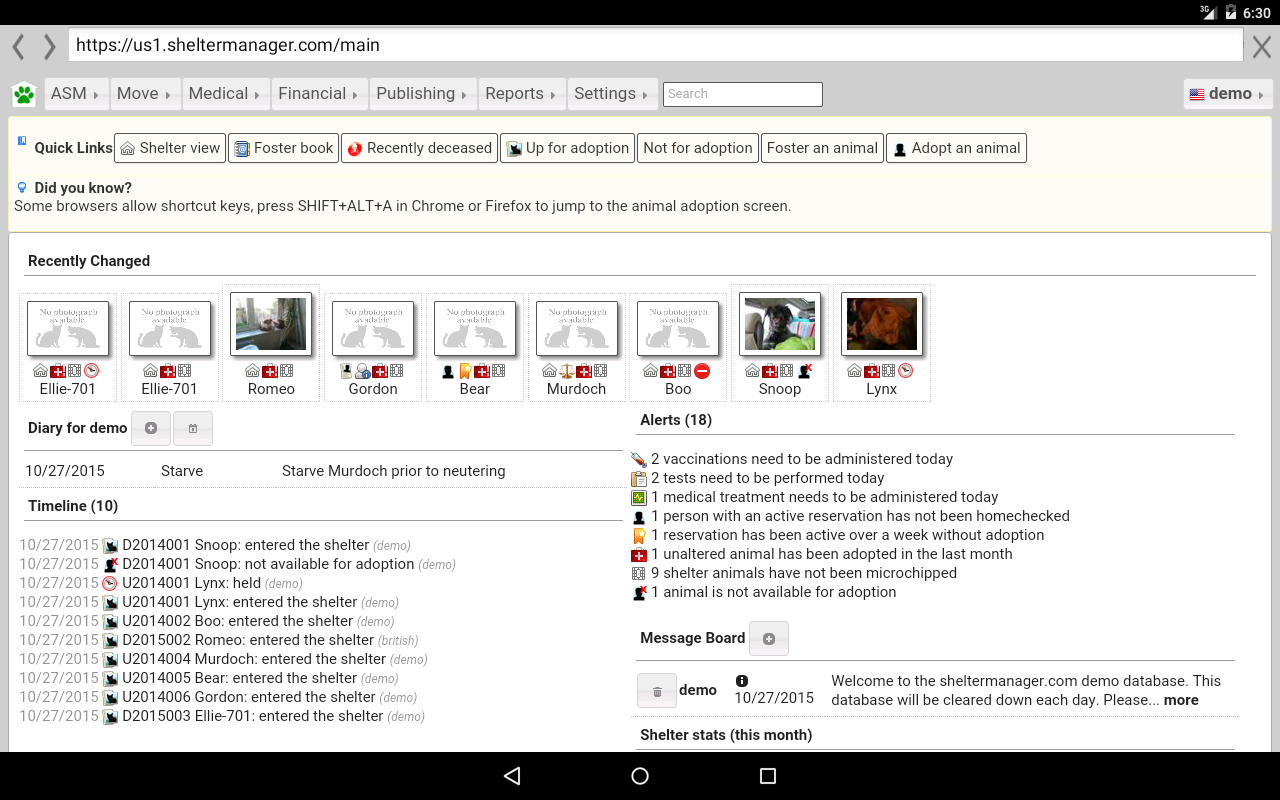 3G 6:30
https://us1.sheltermanager.com/main
ASM Move Medical Financial Publishing Reports Settings Search demo
Quick Links Shelter view Foster book Recently deceased Up for adoption Not for adoption Foster an animal Adopt an animal
Did you know?
Some browsers allow shortcut keys, press SHIFT+ALT+A in Chrome or Firefox to jump to the animal adoption screen.
Recently Changed
No photograph available No photograph available No photograph available No photograph available No photograph available No photograph available
Ellie-701 Ellie-701 Romeo Gordon Bear Murdoch Boo Snoop Lynx
Diary for demo
10/27/2015 Starve Starve Murdoch prior to neutering
Timeline (10)
10/27/2015 D2014001 Snoop: entered the shelter (demo)
10/27/2015 D2014001 Snoop: not available for adoption (demo)
10/27/2015 U2014001 Lynx: held (demo)
10/27/2015 U2014001 Lynx: entered the shelter (demo)
10/27/2015 U2014002 Boo: entered the shelter (demo)
10/27/2015 D2015002 Romeo: entered the shelter (british)
10/27/2015 U2014004 Murdoch: entered the shelter (demo)
10/27/2015 U2014005 Bear: entered the shelter (demo)
10/27/2015 U2014006 Gordon: entered the shelter (demo)
10/27/2015 D2015003 Ellie-701: entered the shelter (demo)
Alerts (18)
2 vaccinations need to be administered today
2 tests need to be performed today
1 medical treatment needs to be administered today
1 person with an active reservation has not been homechecked
1 reservation has been active over a week without adoption
1 unaltered animal has been adopted in the last month
9 shelter animals have not been microchipped
1 animal is not available for adoption
Message Board
demo 10/27/2015 Welcome to the sheltermanager.com demo database. This
database will be cleared down each day. Please... more
Shelter stats (this month)